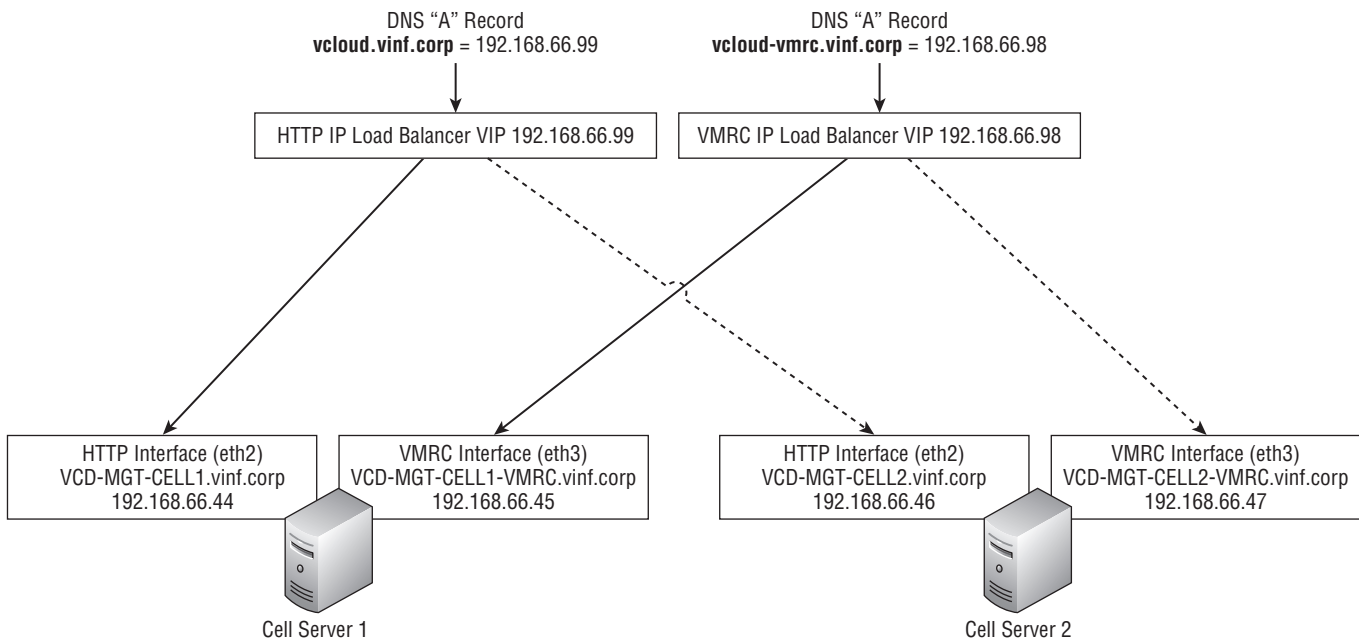 DNS “A” Record
vcloud.vinf.corp = 192.168.66.99
DNS “A” Record
vcloud-vmrc.vinf.corp = 192.168.66.98
HTTP IP Load Balancer VIP 192.168.66.99
VMRC IP Load Balancer VIP 192.168.66.98
HTTP Interface (eth2)
VCD-MGT-CELL1.vinf.corp
192.168.66.44
VMRC Interface (eth3)
VCD-MGT-CELL1-VMRC.vinf.corp
192.168.66.45
HTTP Interface (eth2)
VCD-MGT-CELL2.vinf.corp
192.168.66.46
VMRC Interface (eth3)
VCD-MGT-CELL2-VMRC.vinf.corp
192.168.66.47
Cell Server 1
Cell Server 2